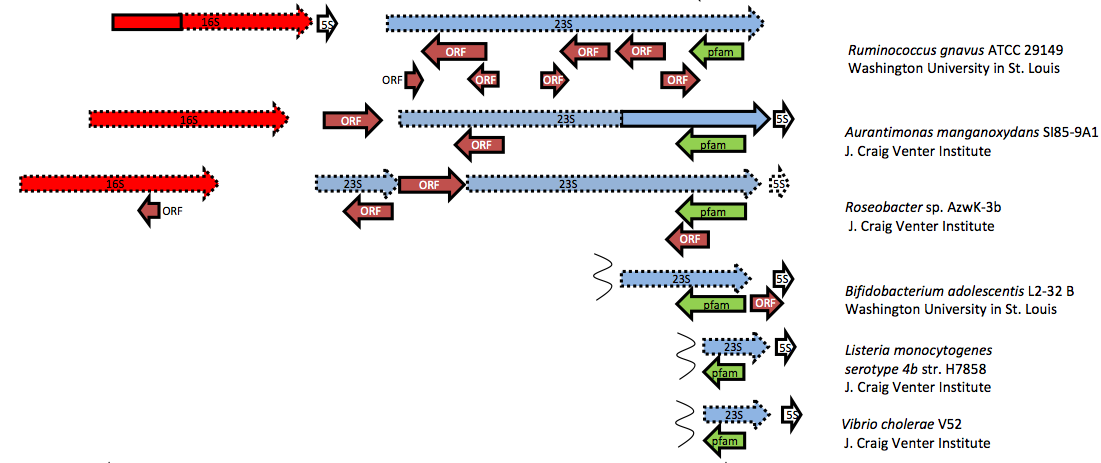 16S
5S
23S
ORF
ORF
ORF
pfam
ORF
ORF
ORF
ORF
Ruminococcus gnavus ATCC 29149
Washington University in St. Louis
16S
ORF
23S
5S
ORF
pfam
Aurantimonas manganoxydans SI85-9A1
J. Craig Venter Institute
16S
23S
ORF
23S
5S
ORF
ORF
pfam
ORF
Roseobacter sp. AzwK-3b
J. Craig Venter Institute
23S
5S
pfam
ORF
Bifidobacterium adolescentis L2-32 B
Washington University in St. Louis
23S
5S
pfam
Listeria monocytogenes
serotype 4b str. H7858
J. Craig Venter Institute
23S
5S
pfam
Vibrio cholerae V52
J. Craig Venter Institute